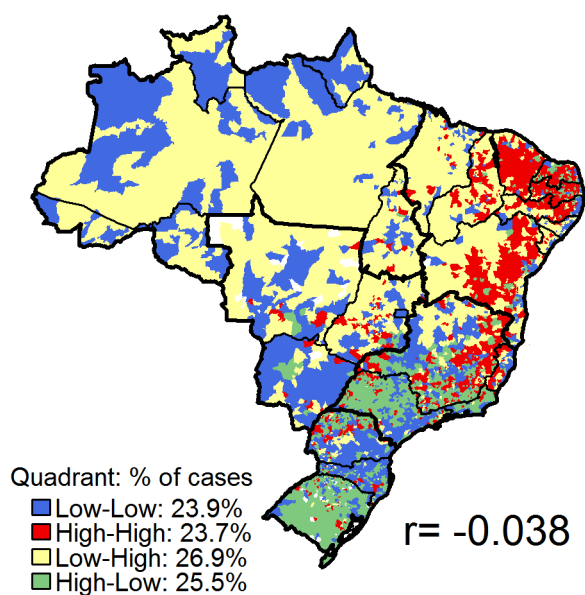 Quadrant: % of cases
Low-Low: 23.9%
High-High: 23.7%
Low-High: 26.9%
High-Low: 25.5%
r= -0.038